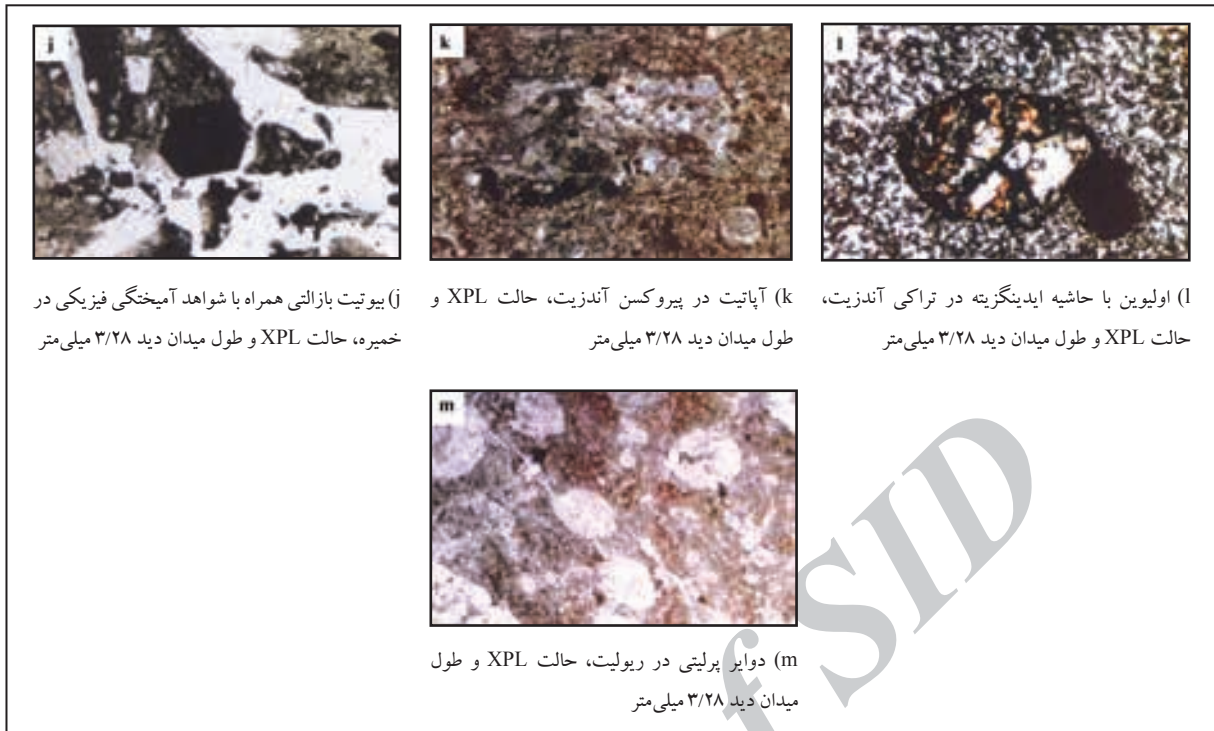 j
k
l
j) بیوتیت بازالتی همراه با شواهد آمیختگی فیزیکی در
خمیره، حالت XPL و طول میدان دید ۳/۲۸ میلی‌متر
k) آپاتیت در پیروکسن آندزیت، حالت XPL و
طول میدان دید ۳/۲۸ میلی‌متر
l) اولیوین با حاشیه ایدینگزیته در تراکی آندزیت،
حالت XPL و طول میدان دید ۳/۲۸ میلی‌متر
m
m) دوایر پرلیتی در ریولیت، حالت XPL و طول
میدان دید ۳/۲۸ میلی‌متر
f SID